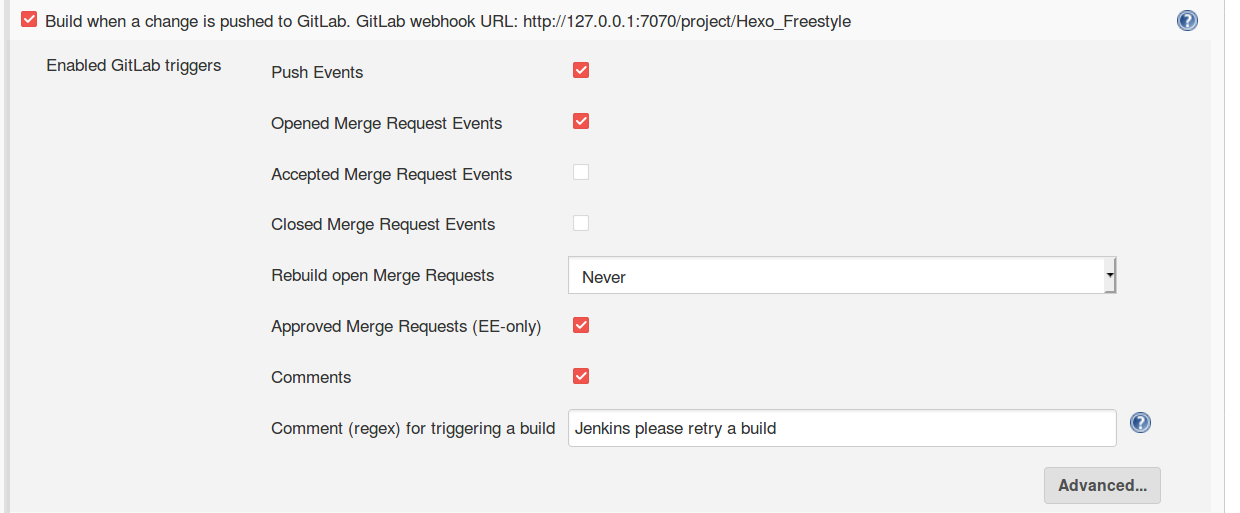 Build when a change is pushed to GitLab. GitLab webhook URL: http://127.0.0.1:7070/project/Hexo_Freestyle
Enabled GitLab triggers
Push Events
Opened Merge Request Events
Accepted Merge Request Events
Closed Merge Request Events
Rebuild open Merge Requests
Never
Approved Merge Requests (EE-only)
Comments
Comment (regex) for triggering a build
Jenkins please retry a build
Advanced...